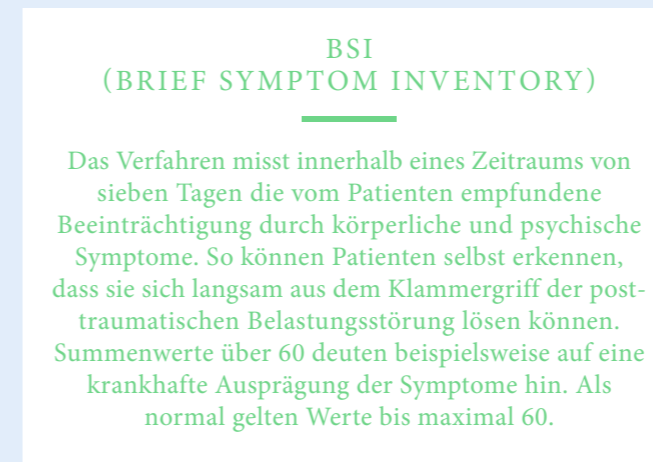 BSI
(BRIEF SYMPTOM INVENTORY)
Das Verfahren misst innerhalb eines Zeitraums von
sieben Tagen die vom Patienten empfundene
Beeinträchtigung durch körperliche und psychische
Symptome. So können Patienten selbst erkennen,
dass sie sich langsam aus dem Klammergriff der post-
traumatischen Belastungsstörung lösen können.
Summenwerte über 60 deuten beispielsweise auf eine
krankhafte Ausprägung der Symptome hin. Als
normal gelten Werte bis maximal 60.